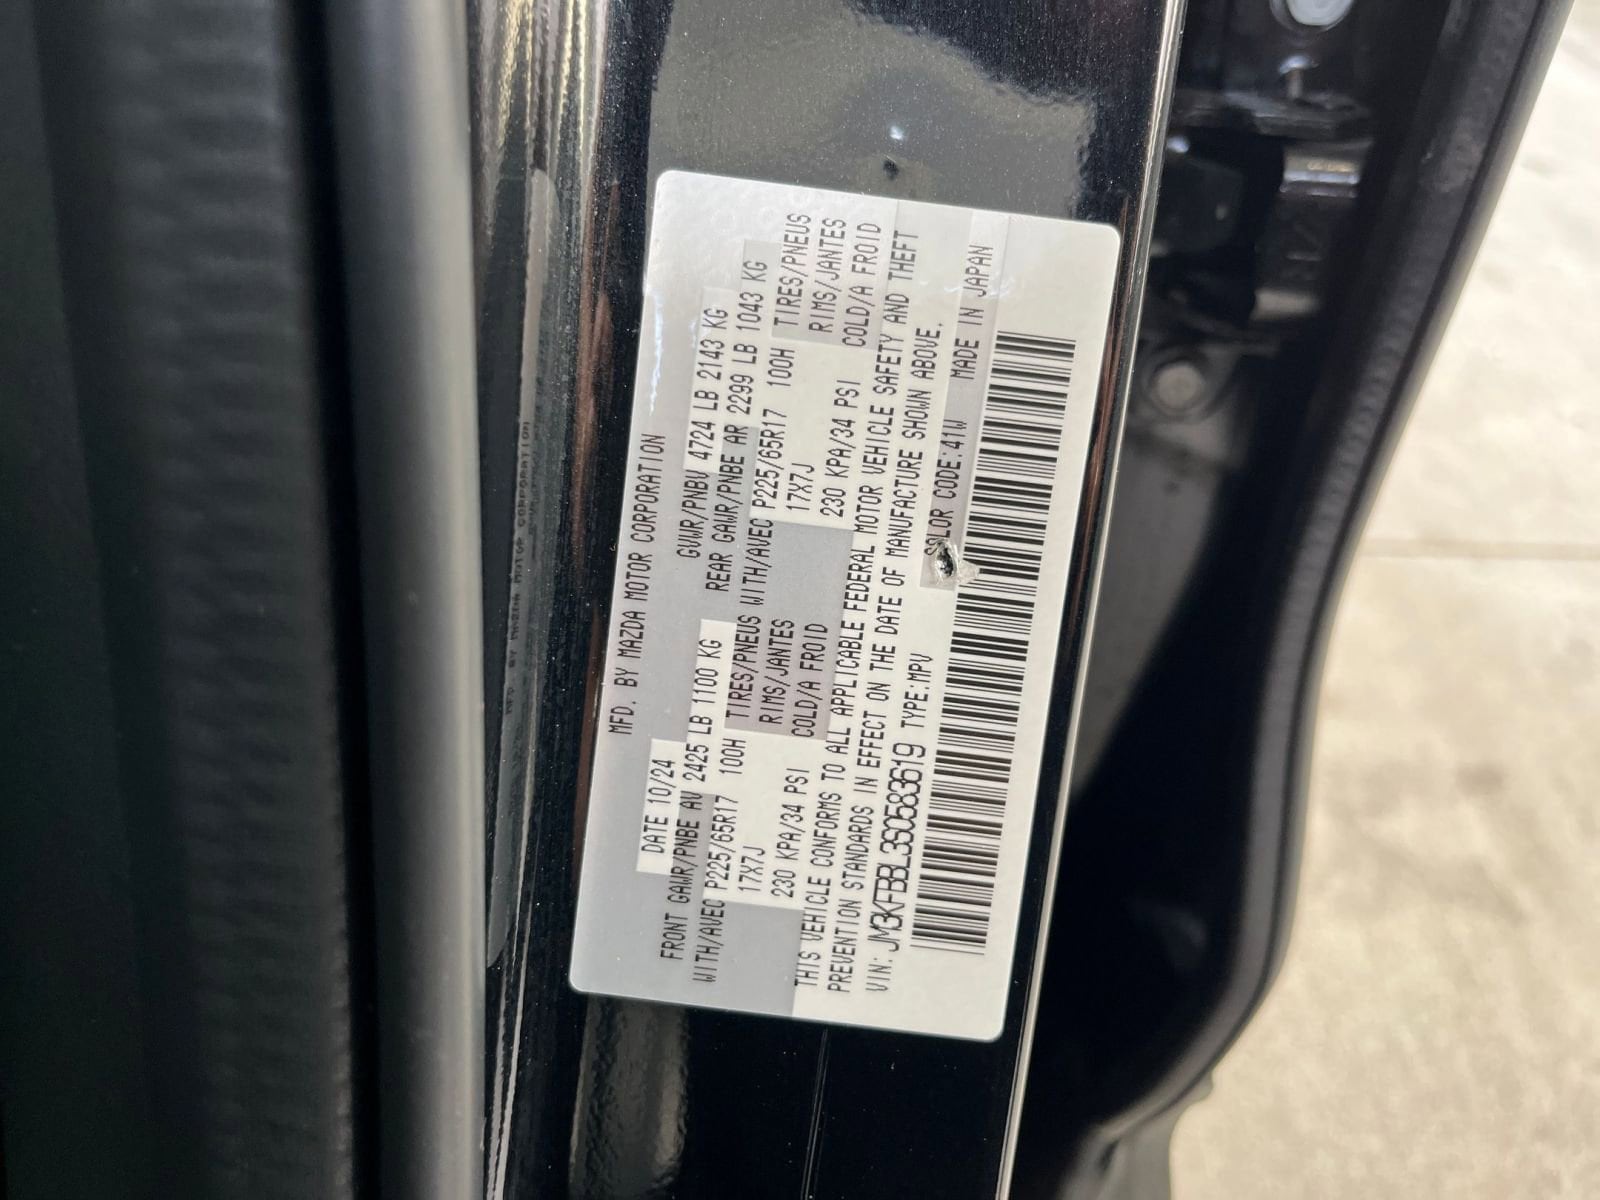 MFD. BY MAZDA MOTOR CORPORATION
DATE 10/24 GVWR/PNBV 4724 LB 2143 KG
FRONT GAWR/PNBE AV 2425 LB 1100 KG REAR GAWR/PNBE AR 2299 LB 1043 KG
WITH/AVEC P225/65R17 100H TIRES/PNEUS WITH/AVEC P225/65R17 100H TIRES/PNEUS
17X7J RIMS/JANTES 17X7J RIMS/JANTES
230 KPA/34 PSI COLD/A FROID 230 KPA/34 PSI COLD/A FROID
THIS VEHICLE CONFORMS TO ALL APPLICABLE FEDERAL MOTOR VEHICLE SAFETY AND THEFT
PREVENTION STANDARDS IN EFFECT ON THE DATE OF MANUFACTURE SHOWN ABOVE.
VIN: JM3KFBBL3S0583619 TYPE:MPV COLOR CODE:41W MADE IN JAPAN